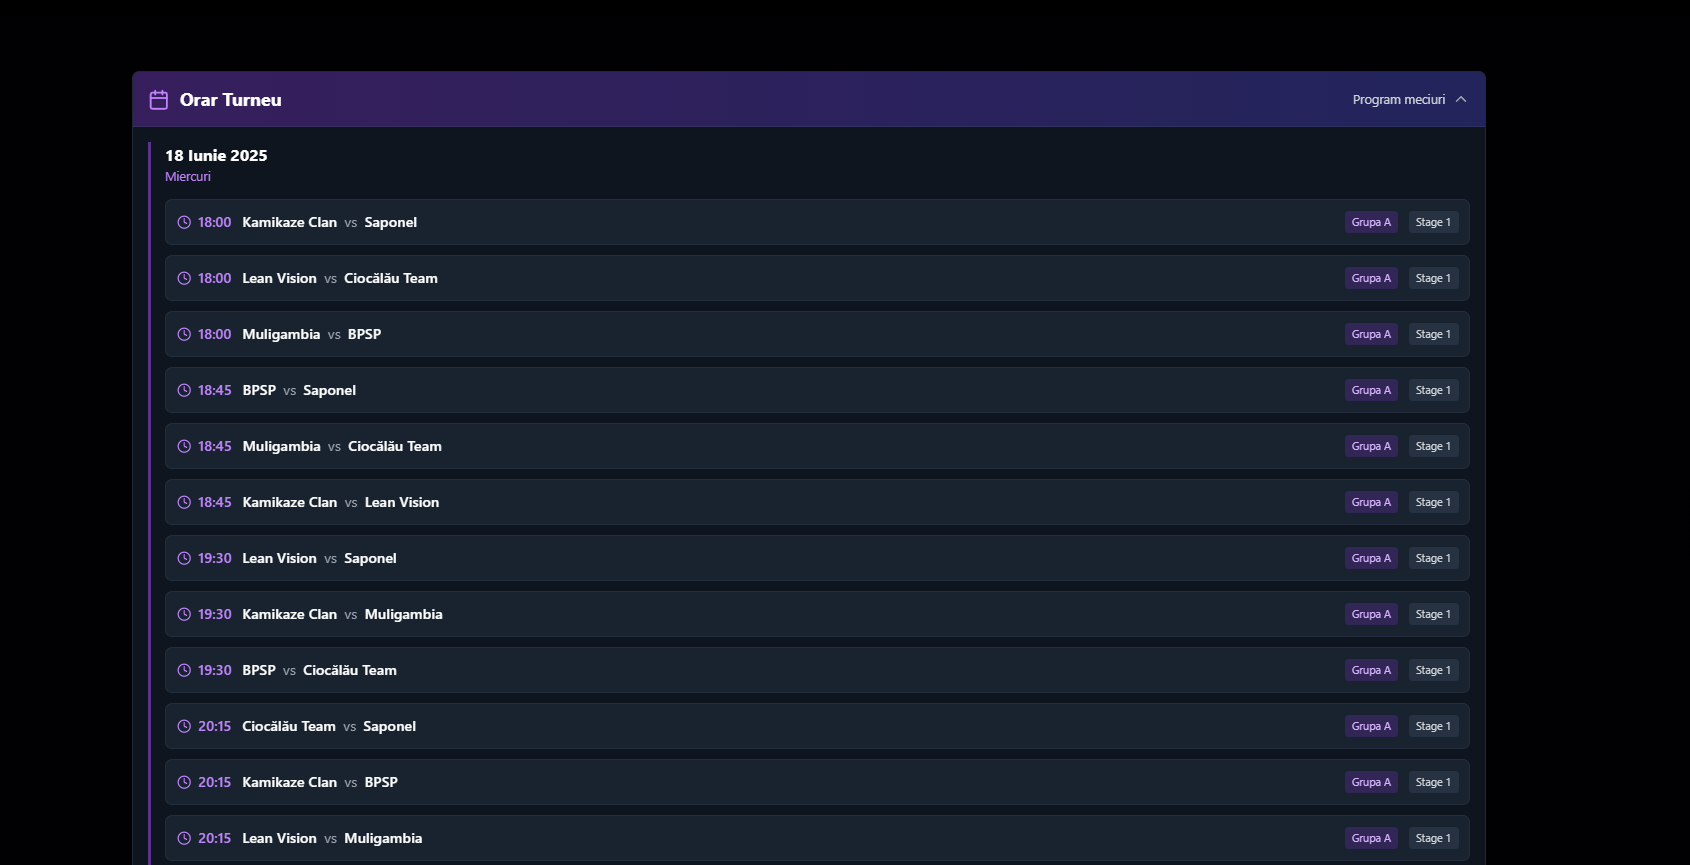 Orar Turneu Program meciuri
18 Iunie 2025
Miercuri
18:00 Kamikaze Clan vs Saponel Grupa A Stage 1
18:00 Lean Vision vs Ciocălău Team Grupa A Stage 1
18:00 Muligambia vs BPSP Grupa A Stage 1
18:45 BPSP vs Saponel Grupa A Stage 1
18:45 Muligambia vs Ciocălău Team Grupa A Stage 1
18:45 Kamikaze Clan vs Lean Vision Grupa A Stage 1
19:30 Lean Vision vs Saponel Grupa A Stage 1
19:30 Kamikaze Clan vs Muligambia Grupa A Stage 1
19:30 BPSP vs Ciocălău Team Grupa A Stage 1
20:15 Ciocălău Team vs Saponel Grupa A Stage 1
20:15 Kamikaze Clan vs BPSP Grupa A Stage 1
20:15 Lean Vision vs Muligambia Grupa A Stage 1